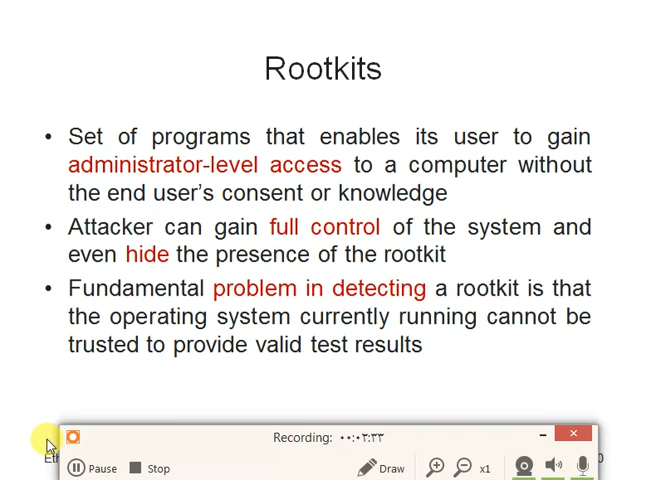 Rootkits
• Set of programs that enables its user to gain
administrator-level access to a computer without
the end user's consent or knowledge
• Attacker can gain full control of the system and
even hide the presence of the rootkit
• Fundamental problem in detecting a rootkit is that
the operating system currently running cannot be
trusted to provide valid test results
Recording: ٠٠:٠٣:٣٣
Pause Stop Draw x1